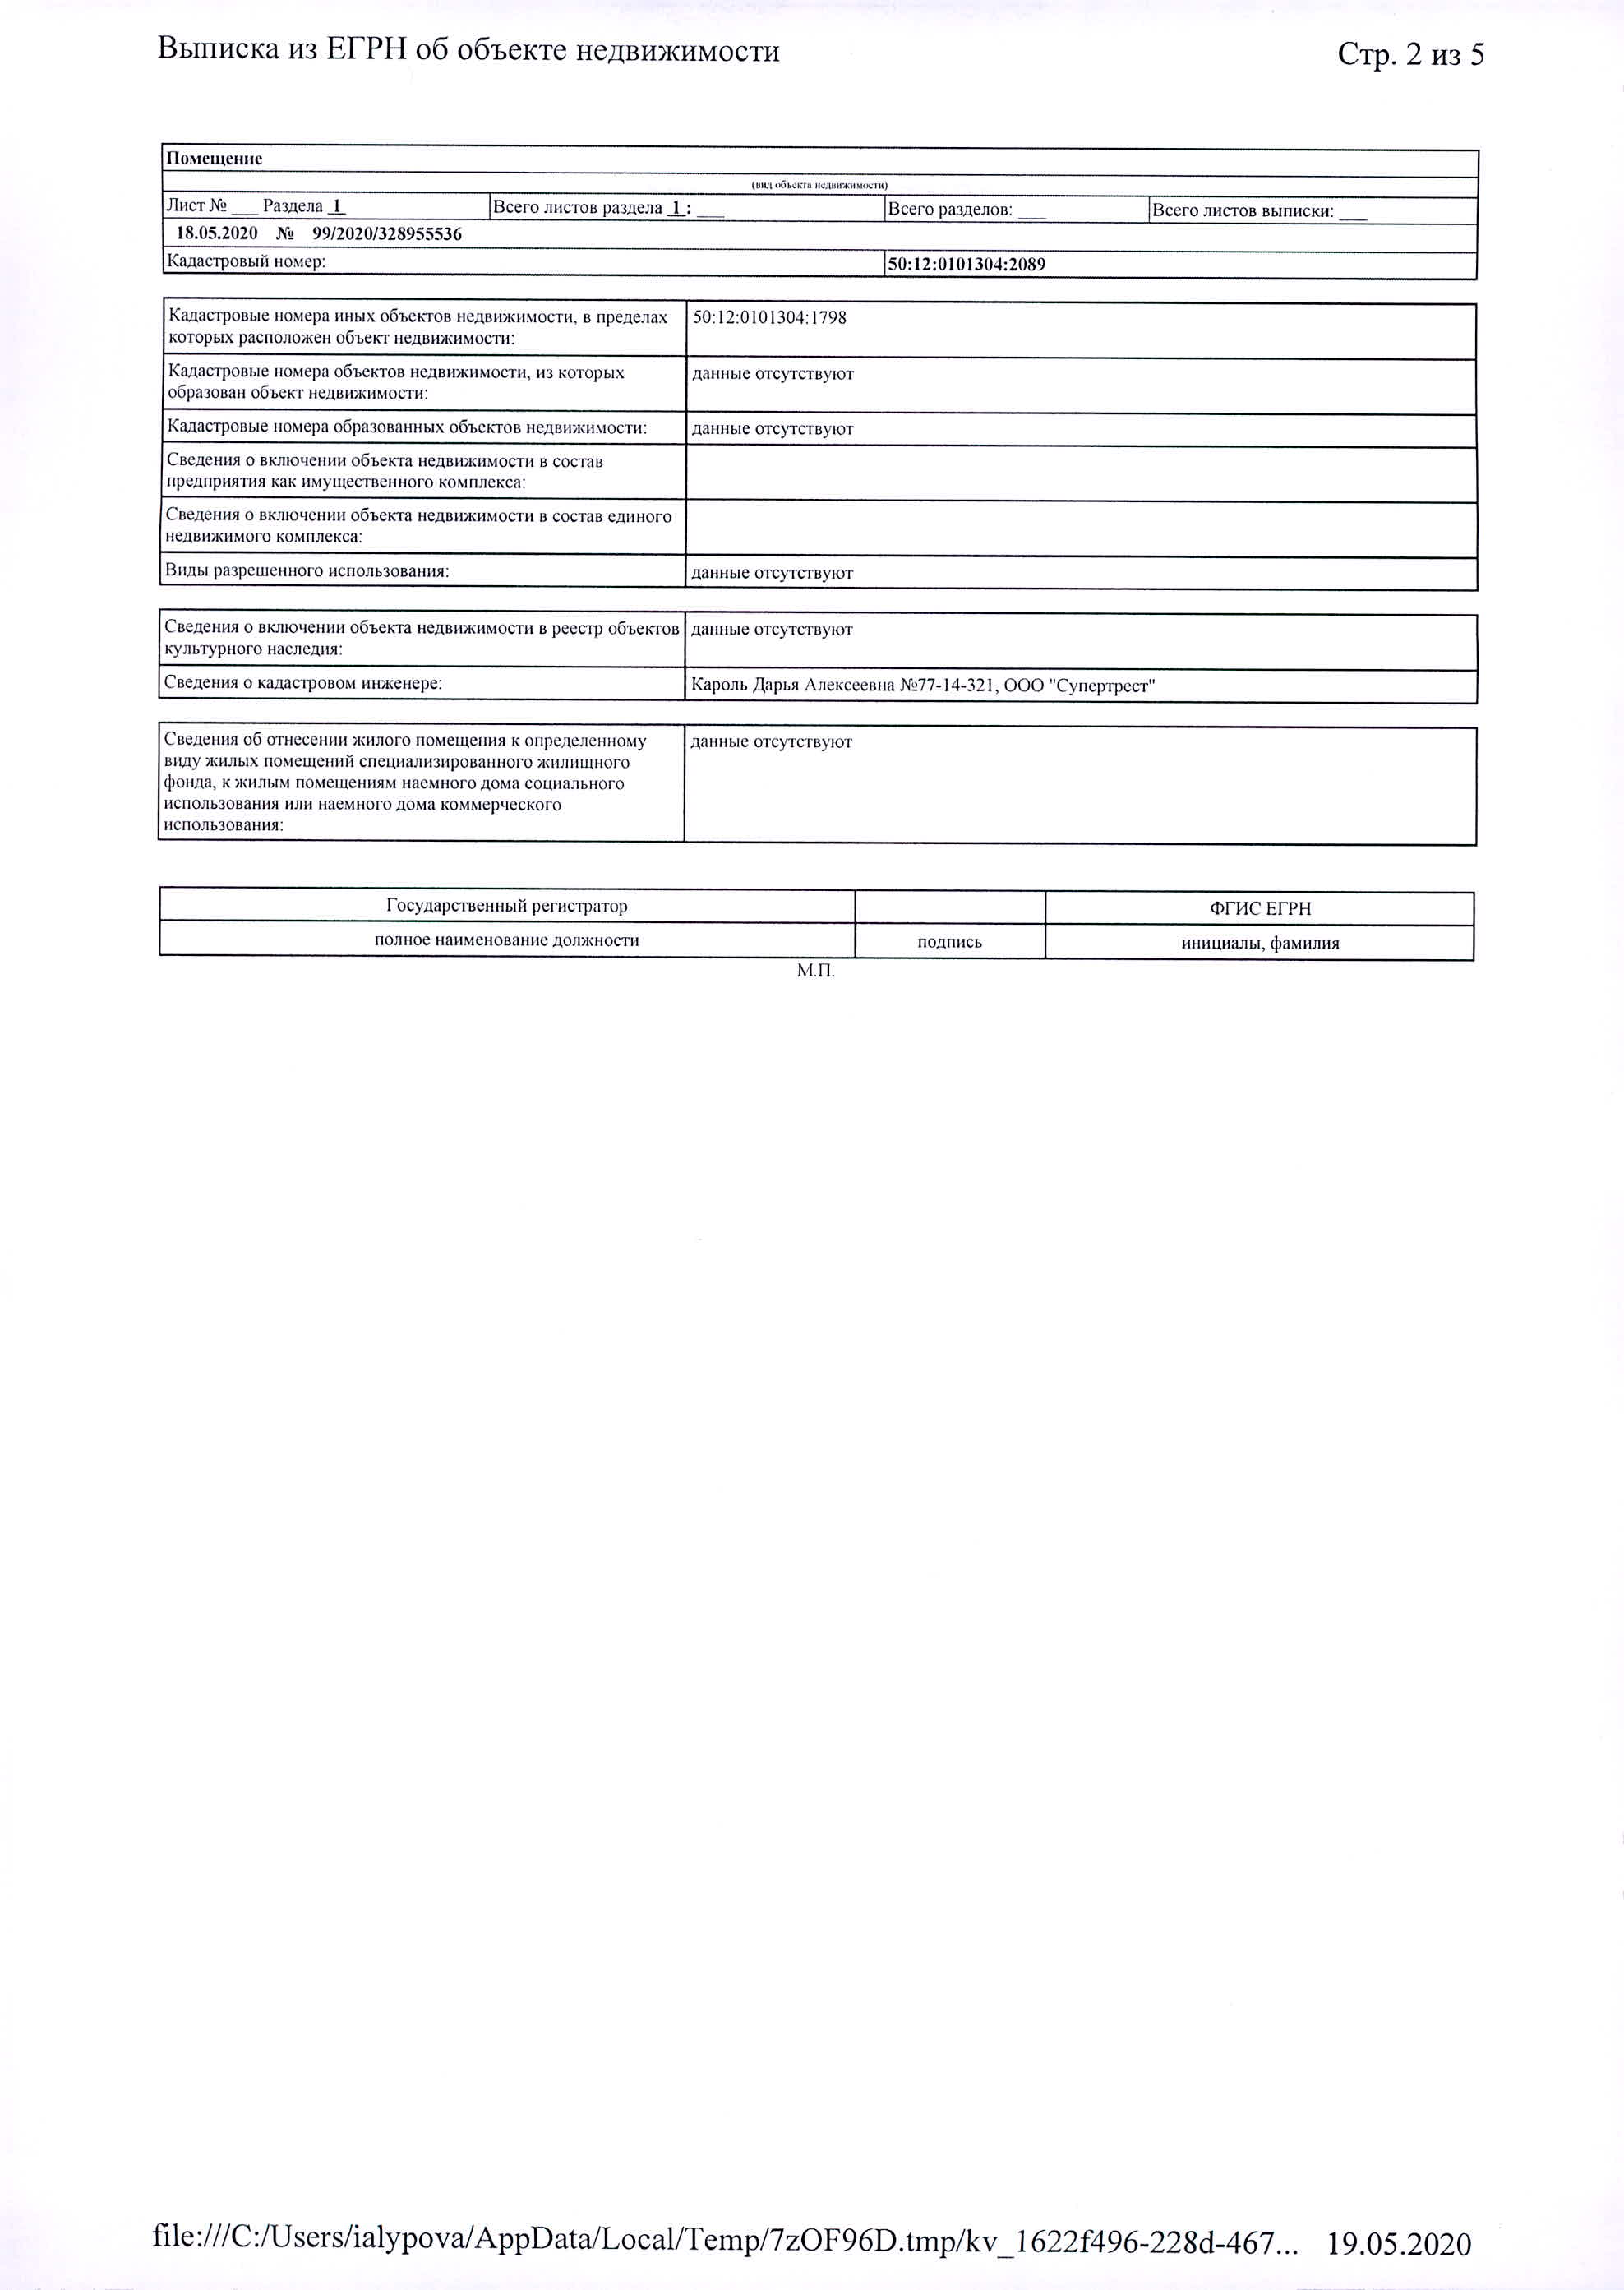 Выписка из ЕГРН об объекте недвижимости Стр. 2 из 5
Помещение
(вид объекта недвижимости)
Лист № ___ Раздела 1 Всего листов раздела 1 : ___ Всего разделов: ___ Всего листов выписки: ___
18.05.2020 № 99/2020/328955536
Кадастровый номер: 50:12:0101304:2089
Кадастровые номера иных объектов недвижимости, в пределах 50:12:0101304:1798
которых расположен объект недвижимости:
Кадастровые номера объектов недвижимости, из которых данные отсутствуют
образован объект недвижимости:
Кадастровые номера образованных объектов недвижимости: данные отсутствуют
Сведения о включении объекта недвижимости в состав
предприятия как имущественного комплекса:
Сведения о включении объекта недвижимости в состав единого
недвижимого комплекса:
Виды разрешенного использования: данные отсутствуют
Сведения о включении объекта недвижимости в реестр объектов данные отсутствуют
культурного наследия:
Сведения о кадастровом инженере: Кароль Дарья Алексеевна №77-14-321, ООО "Супертрест"
Сведения об отнесении жилого помещения к определенному данные отсутствуют
виду жилых помещений специализированного жилищного
фонда, к жилым помещениям наемного дома социального
использования или наемного дома коммерческого
использования:
Государственный регистратор ФГИС ЕГРН
полное наименование должности подпись инициалы, фамилия
М.П.
file:///C:/Users/ialypova/AppData/Local/Temp/7zOF96D.tmp/kv_1622f496-228d-467... 19.05.2020